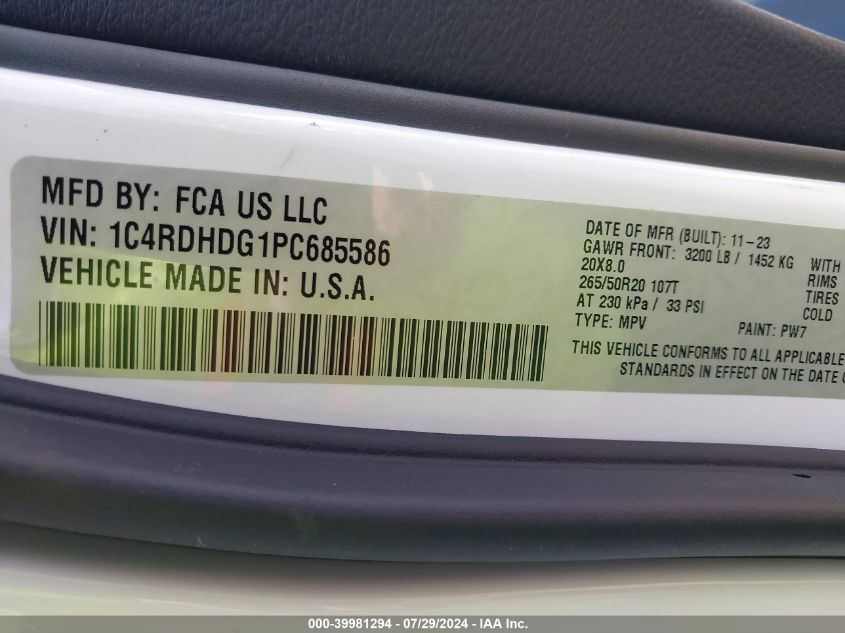 MFD BY: FCA US LLC
VIN: 1C4RDHDG1PC685586
VEHICLE MADE IN: U.S.A.
DATE OF MFR (BUILT): 11-23
GAWR FRONT: 3200 LB / 1452 KG WITH
20X8.0 RIMS
265/50R20 107T TIRES
AT 230 kPa / 33 PSI COLD
TYPE: MPV PAINT: PW7
THIS VEHICLE CONFORMS TO ALL APPLICABLE
STANDARDS IN EFFECT ON THE DATE
000-39981294 - 07/29/2024 - IAA Inc.